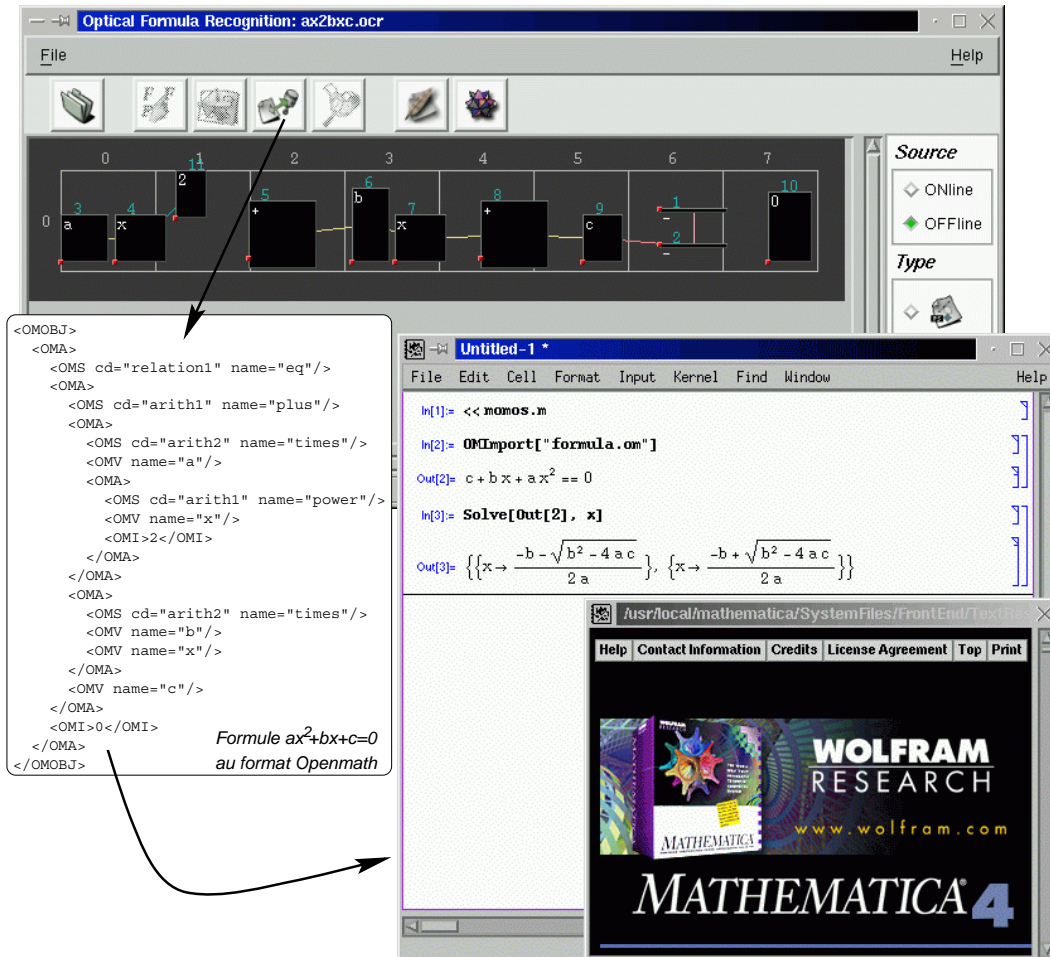 Optical Formula Recognition: ax2bxc.ocr
File Help
0 1 2 3 4 5 6 7
11
2
3 4 5 6 7 8 9 1 10
0 a x + b x + c - 0
2
-
Source
ONline
OFFline
Type
<OMOBJ>
<OMA>
<OMS cd="relation1" name="eq"/>
<OMA>
<OMS cd="arith1" name="plus"/>
<OMA>
<OMS cd="arith2" name="times"/>
<OMV name="a"/>
<OMA>
<OMS cd="arith1" name="power"/>
<OMV name="x"/>
<OMI>2</OMI>
</OMA>
</OMA>
<OMA>
<OMS cd="arith2" name="times"/>
<OMV name="b"/>
<OMV name="x"/>
</OMA>
<OMV name="c"/>
</OMA>
<OMI>0</OMI>
</OMA>
</OMOBJ>
Formule ax²+bx+c=0
au format Openmath
Untitled-1 *
File Edit Cell Format Input Kernel Find Window Help
In[1]:= << momos.m
In[2]:= OMImport["formula.om"]
Out[2]= c + b x + a x² == 0
In[3]:= Solve[Out[2], x]
Out[3]= {{x → (-b - √(b² - 4 a c))/(2 a)}, {x → (-b + √(b² - 4 a c))/(2 a)}}
/usr/local/mathematica/SystemFiles/FrontEnd/TextRes
Help Contact Information Credits License Agreement Top Print
WOLFRAM
RESEARCH
www.wolfram.com
MATHEMATICA
MATHEMATICA® 4